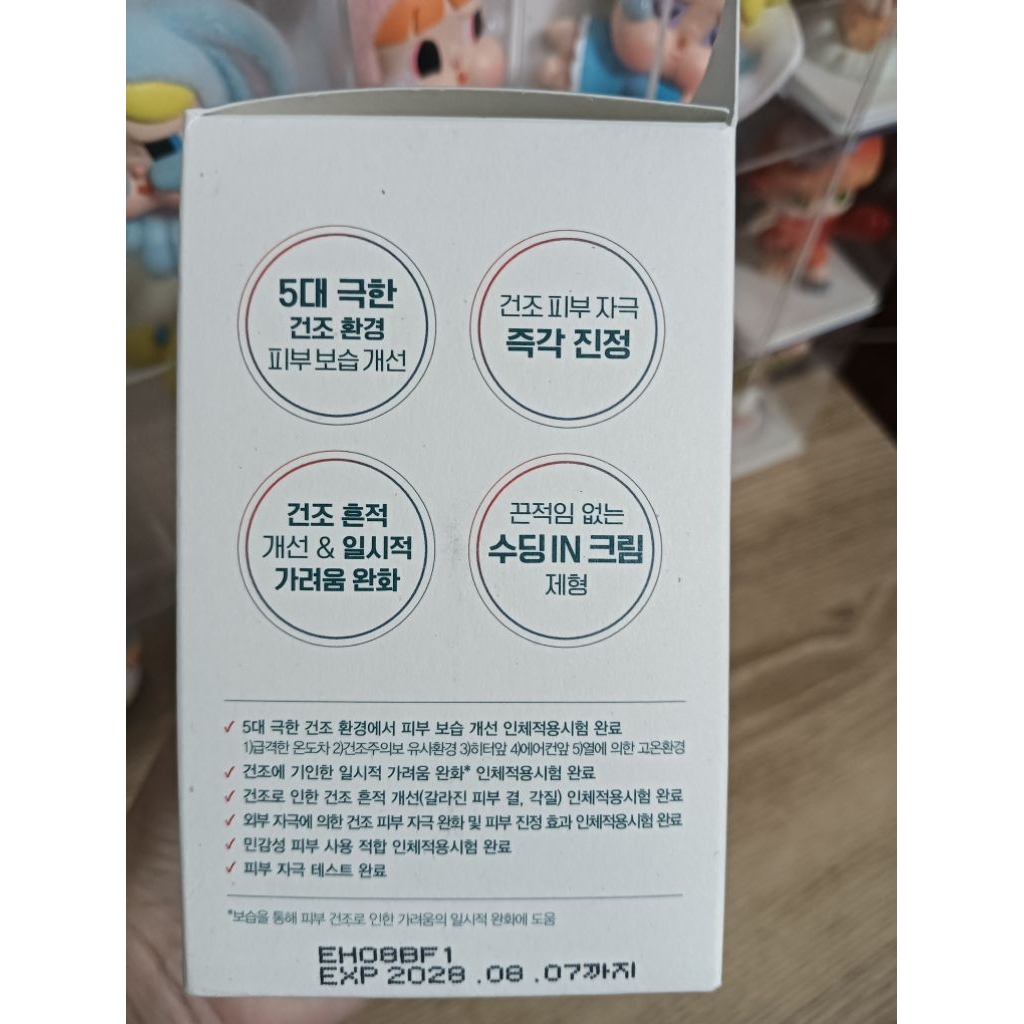 5대 극한
건조 환경
피부 보습 개선
건조 피부 자극
즉각 진정
건조 흔적
개선 & 일시적
가려움 완화
끈적임 없는
수딩 IN 크림
제형
✓ 5대 극한 건조 환경에서 피부 보습 개선 인체적용시험 완료
1)급격한 온도차 2)건조주의보 유사환경 3)히터앞 4)에어컨앞 5)열에 의한 고온환경
✓ 건조에 기인한 일시적 가려움 완화* 인체적용시험 완료
✓ 건조로 인한 건조 흔적 개선(갈라진 피부 결, 각질) 인체적용시험 완료
✓ 외부 자극에 의한 건조 피부 자극 완화 및 피부 진정 효과 인체적용시험 완료
✓ 민감성 피부 사용 적합 인체적용시험 완료
✓ 피부 자극 테스트 완료
*보습을 통해 피부 건조로 인한 가려움의 일시적 완화에 도움
EH08BF1
EXP 2028 .08 .07까지